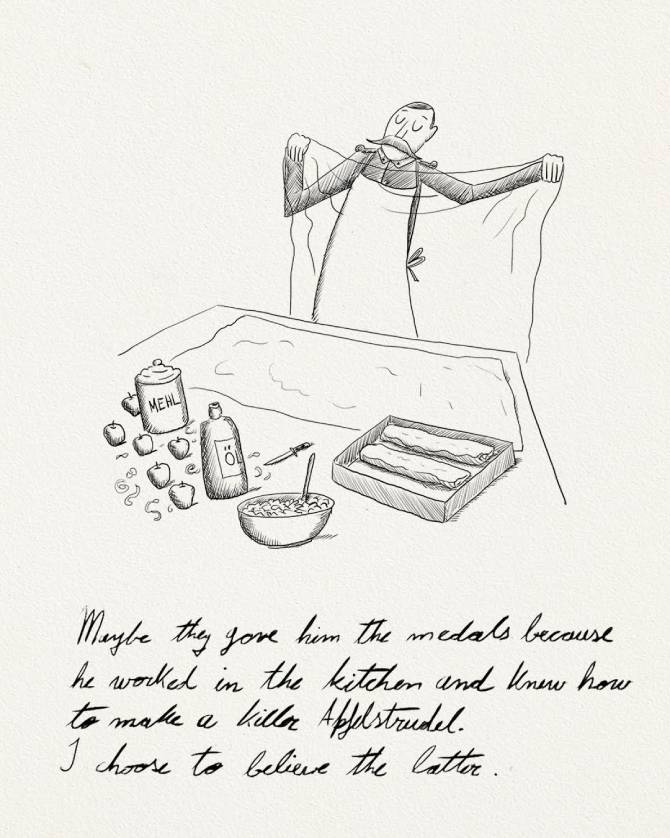 MEHL
ÖL
Maybe they gave him the medals because
he worked in the kitchen and knew how
to make a killer Apfelstrudel.
I choose to believe the latter.